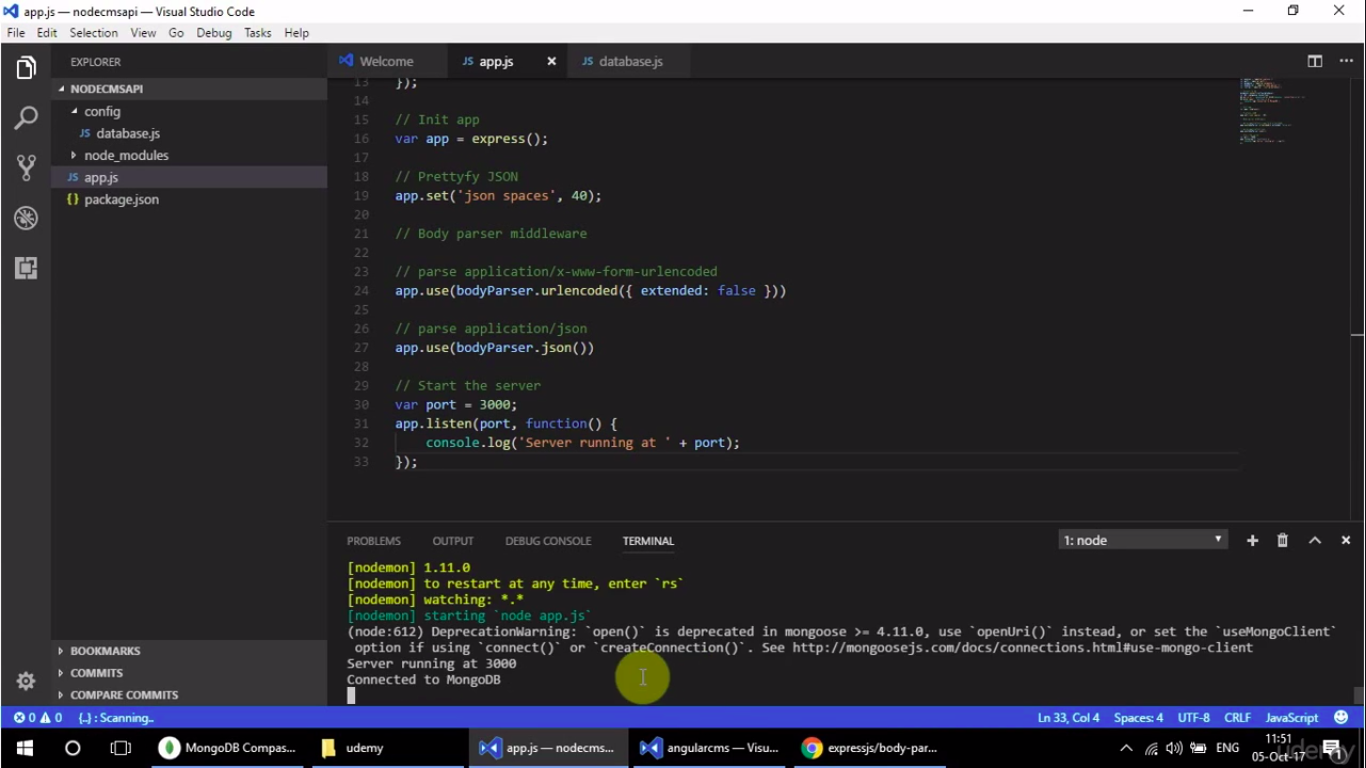 app.js — nodecmsapi — Visual Studio Code
File Edit Selection View Go Debug Tasks Help
EXPLORER
NODECMSAPI
config
JS database.js
node_modules
JS app.js
{} package.json
BOOKMARKS
COMMITS
COMPARE COMMITS
Welcome JS app.js JS database.js
13 });
14
15 // Init app
16 var app = express();
17
18 // Prettyfy JSON
19 app.set('json spaces', 40);
20
21 // Body parser middleware
22
23 // parse application/x-www-form-urlencoded
24 app.use(bodyParser.urlencoded({ extended: false }))
25
26 // parse application/json
27 app.use(bodyParser.json())
28
29 // Start the server
30 var port = 3000;
31 app.listen(port, function() {
32 console.log('Server running at ' + port);
33 });
PROBLEMS OUTPUT DEBUG CONSOLE TERMINAL 1: node
[nodemon] 1.11.0
[nodemon] to restart at any time, enter `rs`
[nodemon] watching: *.*
[nodemon] starting `node app.js`
(node:612) DeprecationWarning: `open()` is deprecated in mongoose >= 4.11.0, use `openUri()` instead, or set the `useMongoClient`
option if using `connect()` or `createConnection()`. See http://mongoosejs.com/docs/connections.html#use-mongo-client
Server running at 3000
Connected to MongoDB
0 0 {..} : Scanning.. Ln 33, Col 4 Spaces: 4 UTF-8 CRLF JavaScript
MongoDB Compas... udemy app.js — nodecms... angularcms — Visu... expressjs/body-par... ENG 11:51
05-Oct-17
udemy
1